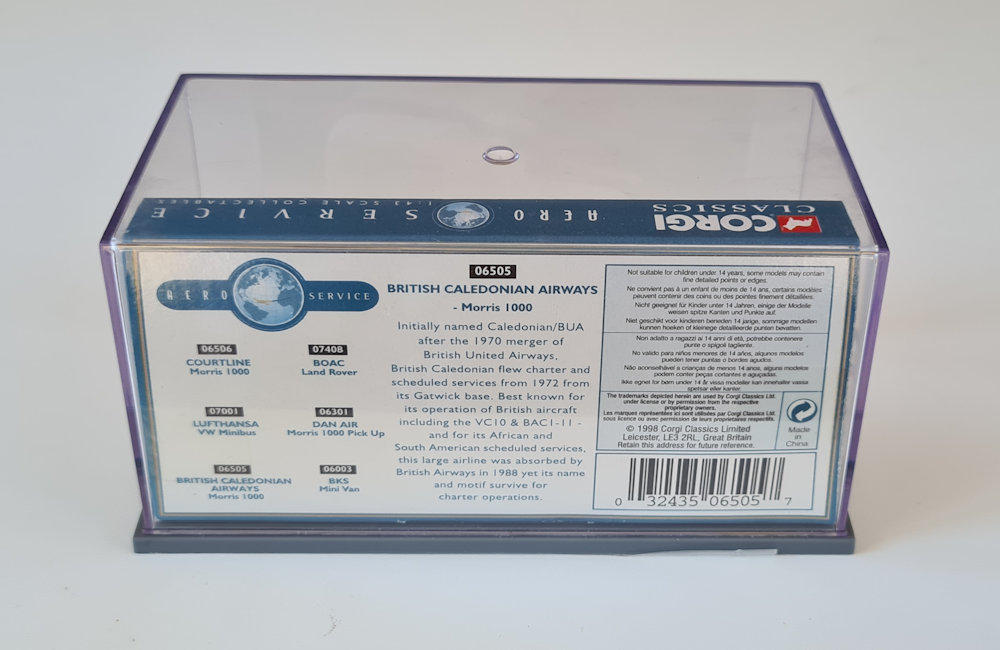 CORGI
CLASSICS
AERO SERVICE
1:43 SCALE COLLECTABLES
AERO SERVICE
06506
COURTLINE
Morris 1000
07408
BOAC
Land Rover
07001
LUFTHANSA
VW Minibus
06301
DAN AIR
Morris 1000 Pick Up
06505
BRITISH CALEDONIAN
AIRWAYS
Morris 1000
06003
BKS
Mini Van
06505
BRITISH CALEDONIAN AIRWAYS
- Morris 1000
Initially named Caledonian/BUA
after the 1970 merger of
British United Airways,
British Caledonian flew charter and
scheduled services from 1972 from
its Gatwick base. Best known for
its operation of British aircraft
including the VC10 & BAC1-11 -
and for its African and
South American scheduled services,
this large airline was absorbed by
British Airways in 1988 yet its name
and motif survive for
charter operations.
Not suitable for children under 14 years, some models may contain
fine detailed points or edges.
Ne convient pas à un enfant de moins de 14 ans, certains modèles
peuvent contenir des coins ou des pointes finement détaillées.
Nicht geeignet für Kinder unter 14 Jahren, einige der Modelle
weisen spitze Kanten und Punkte auf.
Niet geschikt voor kinderen beneden 14 jarige, sommige modellen
kunnen hoeken of kleinege detailleerde punten bevatten.
Non adatto a ragazzi ai 14 anni di età, potrebbe contenere
punte o spigoli tagliente.
No valido para niños menores de 14 años, algunos modelos
pueden tener puntas o bordes agudos.
Não aconselhavel a crianças de menos 14 anos, alguns modelos
podem conter peças cortantes e aguçadas.
Ikke egnet for børn under 14 år vissa modeller kan innehaller vassa
spetsar eller kanter.
The trademarks depicted herein are used by Corgi Classics Ltd.
under license or by permission from the respective
proprietary owners.
Les marques représentées ici sont utilisées par Corgi Classics Ltd.
sous licence ou avec permission de leurs propriétaires respectifs.
© 1998 Corgi Classics Limited
Leicester, LE3 2RL, Great Britain
Retain this address for future reference.
Made
in
China
0 32435 06505 7